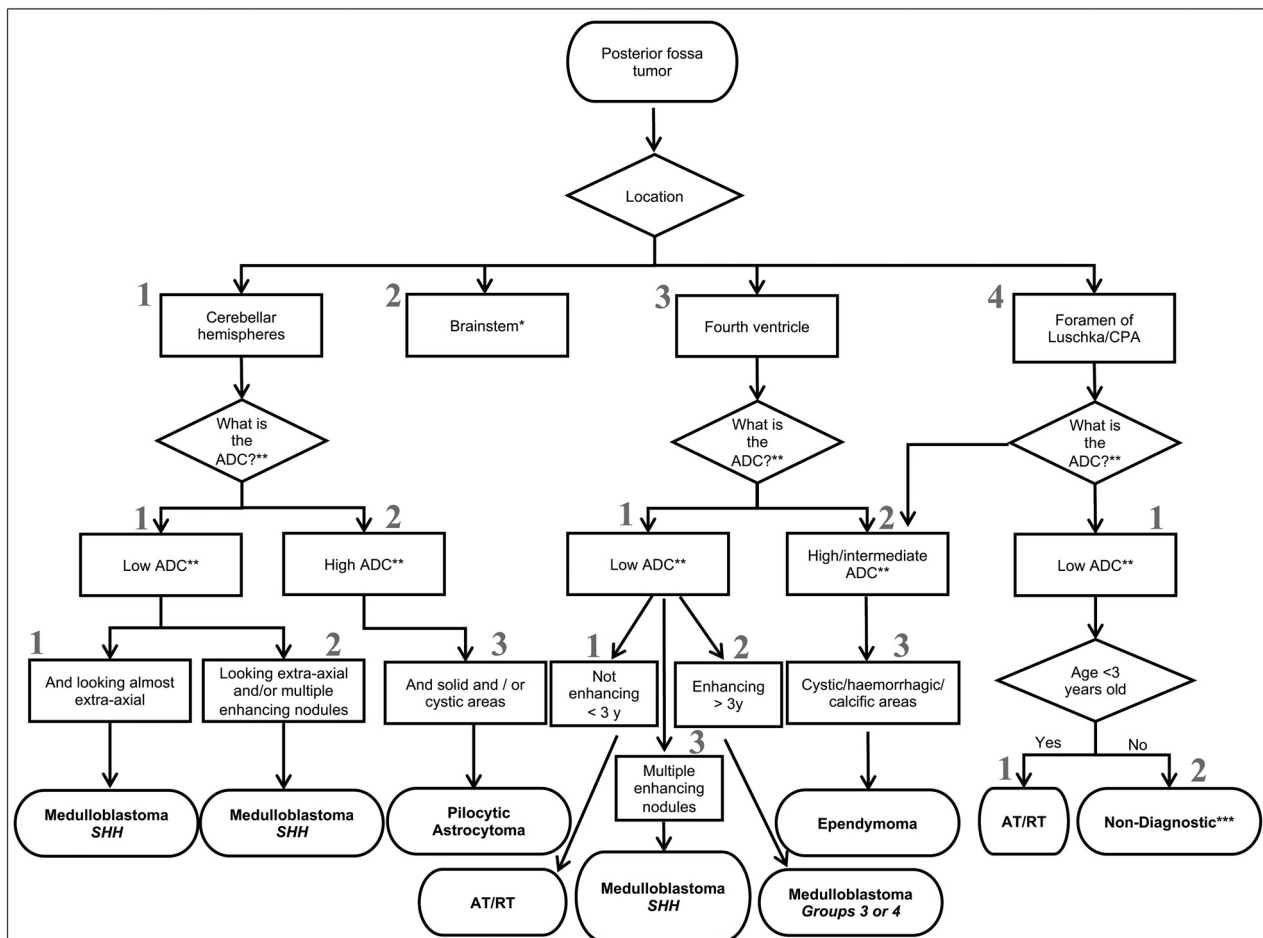 Posterior fossa
tumor
Location
1
Cerebellar
hemispheres
2
Brainstem*
3
Fourth ventricle
4
Foramen of
Luschka/CPA
What is
the
ADC?**
What is
the
ADC?**
What is
the
ADC?**
1
Low ADC**
2
High ADC**
1
Low ADC**
2
High/intermediate
ADC**
1
Low ADC**
1
And looking almost
extra-axial
2
Looking extra-axial
and/or multiple
enhancing nodules
3
And solid and / or
cystic areas
1
Not
enhancing
< 3 y
2
Enhancing
> 3y
3
Cystic/haemorrhagic/
calcific areas
Age <3
years old
Yes
No
3
Multiple
enhancing
nodules
1
2
Medulloblastoma
SHH
Medulloblastoma
SHH
Pilocytic
Astrocytoma
Ependymoma
AT/RT
Non-Diagnostic***
AT/RT
Medulloblastoma
SHH
Medulloblastoma
Groups 3 or 4